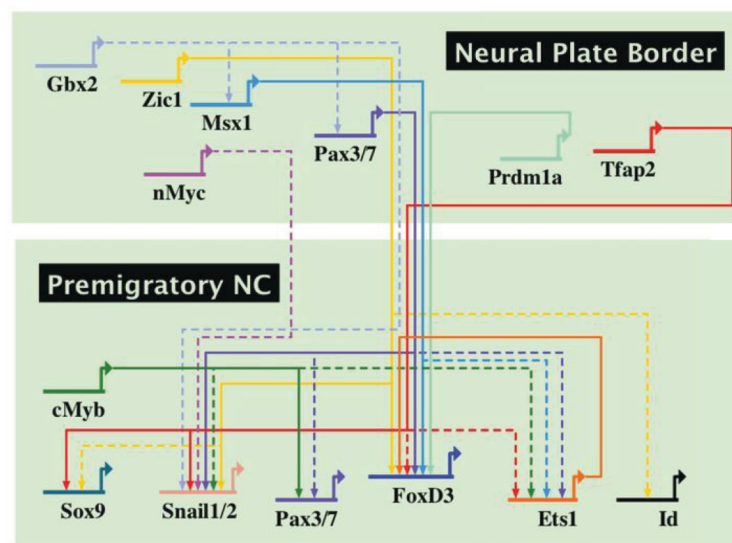 Neural Plate Border
Gbx2
Zic1
Msx1
Pax3/7
Prdm1a
Tfap2
nMyc
Premigratory NC
cMyb
Sox9
Snail1/2
Pax3/7
FoxD3
Ets1
Id